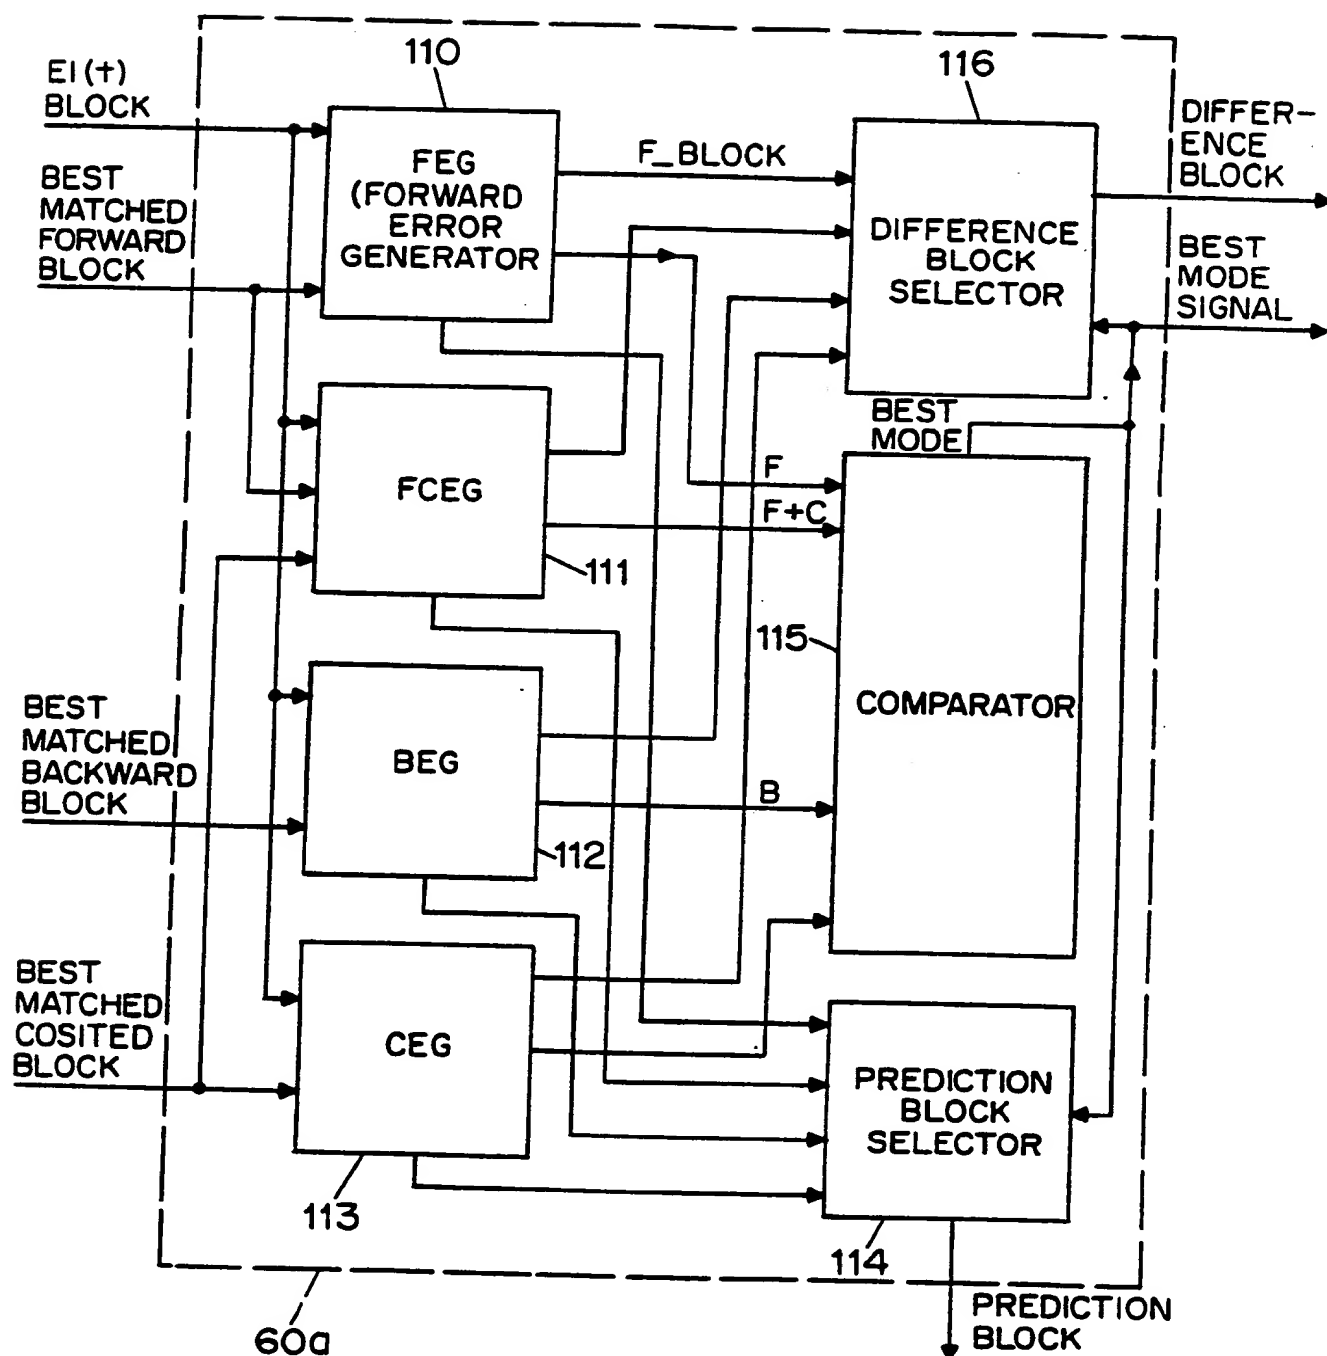 EI(t)
BLOCK
BEST
MATCHED
FORWARD
BLOCK
BEST
MATCHED
BACKWARD
BLOCK
BEST
MATCHED
COSITED
BLOCK
110
FEG
(FORWARD
ERROR
GENERATOR
FCEG
111
BEG
112
CEG
113
F_BLOCK
F
F+C
B
116
DIFFERENCE
BLOCK
SELECTOR
BEST
MODE
115
COMPARATOR
PREDICTION
BLOCK
SELECTOR
114
DIFFER-
ENCE
BLOCK
BEST
MODE
SIGNAL
PREDICTION
BLOCK
60a